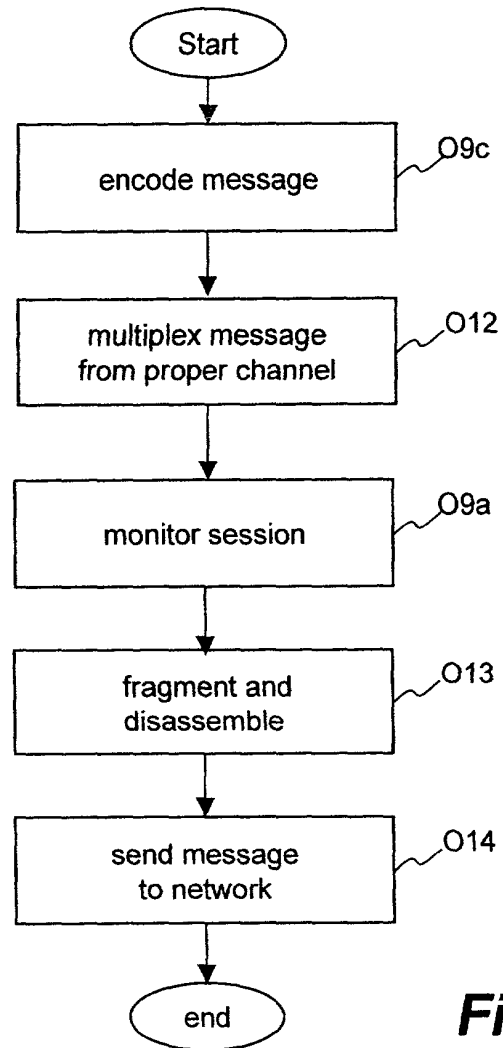 Start
encode message
O9c
multiplex message
from proper channel
O12
monitor session
O9a
fragment and
disassemble
O13
send message
to network
O14
end
Fi